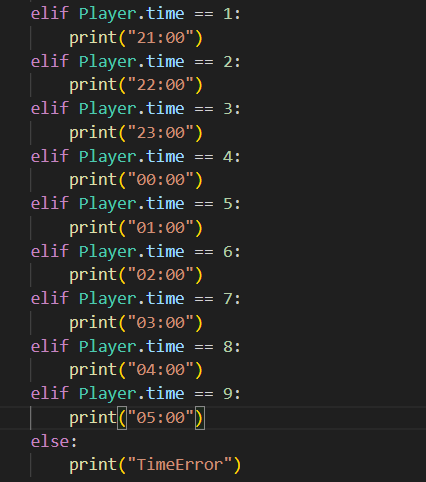 elif Player.time == 1:
    print("21:00")
elif Player.time == 2:
    print("22:00")
elif Player.time == 3:
    print("23:00")
elif Player.time == 4:
    print("00:00")
elif Player.time == 5:
    print("01:00")
elif Player.time == 6:
    print("02:00")
elif Player.time == 7:
    print("03:00")
elif Player.time == 8:
    print("04:00")
elif Player.time == 9:
    print("05:00")
else:
    print("TimeError")